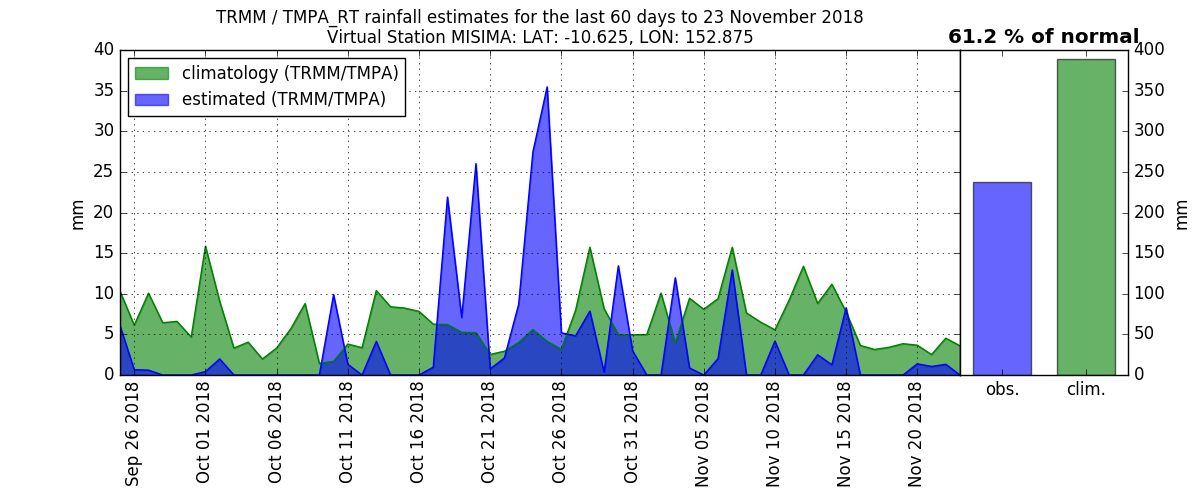 TRMM / TMPA_RT rainfall estimates for the last 60 days to 23 November 2018
Virtual Station MISIMA: LAT: -10.625, LON: 152.875
61.2 % of normal
climatology (TRMM/TMPA)
estimated (TRMM/TMPA)
mm
40
35
30
25
20
15
10
5
0
400
350
300
250
200
150
100
50
0
mm
Sep 26 2018
Oct 01 2018
Oct 06 2018
Oct 11 2018
Oct 16 2018
Oct 21 2018
Oct 26 2018
Oct 31 2018
Nov 05 2018
Nov 10 2018
Nov 15 2018
Nov 20 2018
obs.
clim.